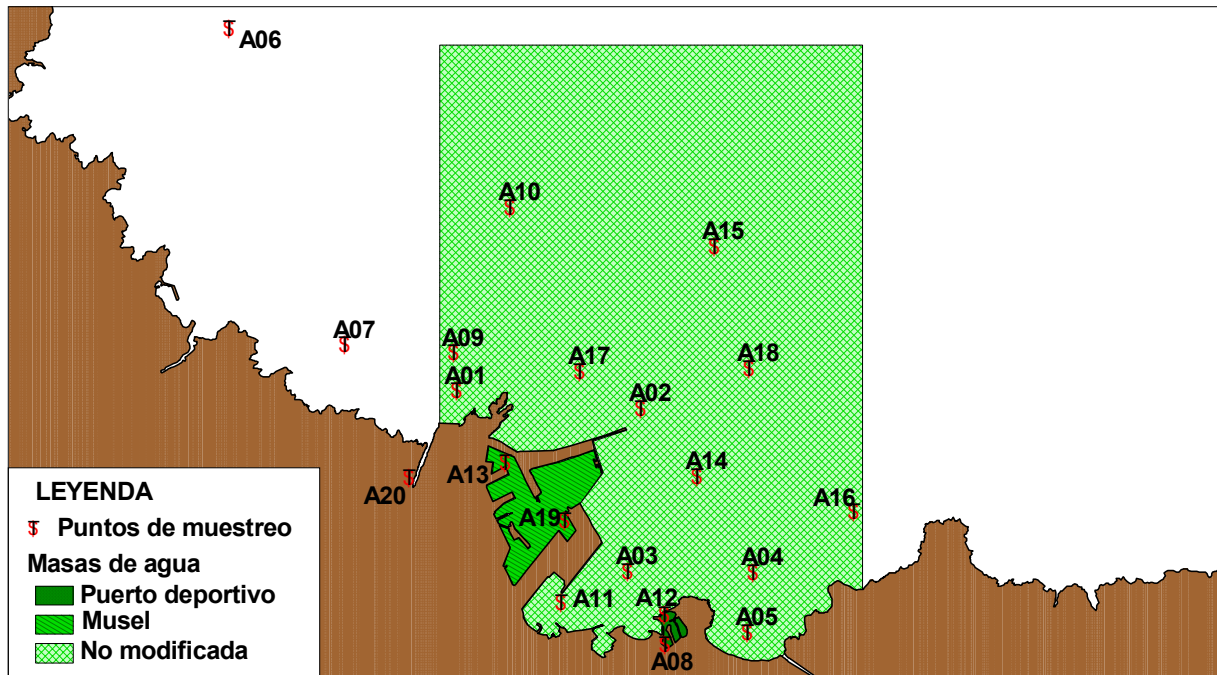 A06
A10
A15
A07
A09
A17
A18
A01
A02
A13
A14
A20
A16
A19
A03
A04
A11
A12
A05
A08
LEYENDA
Puntos de muestreo
Masas de agua
Puerto deportivo
Musel
No modificada